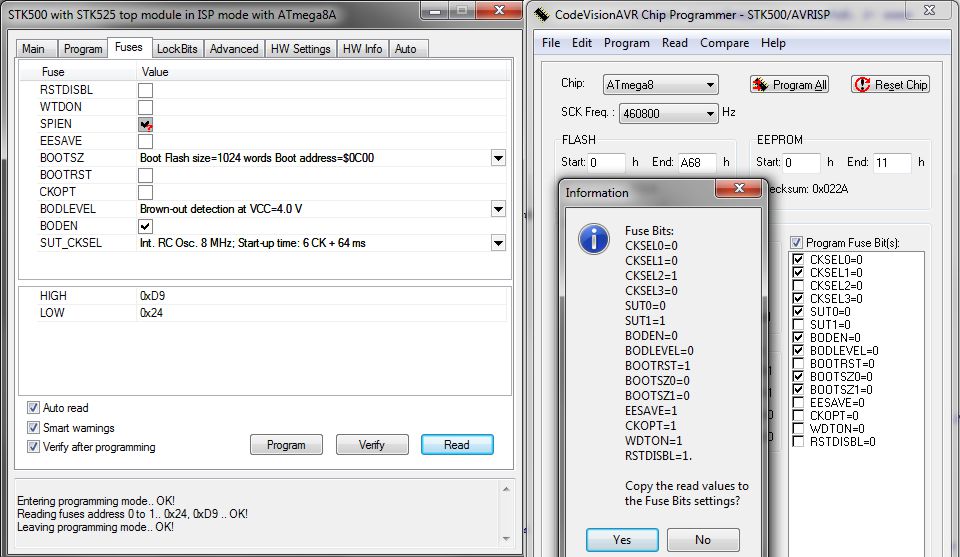 STK500 with STK525 top module in ISP mode with ATmega8A
Main Program Fuses LockBits Advanced HW Settings HW Info Auto
Fuse Value
RSTDISBL
WTDON
SPIEN
EESAVE
BOOTSZ Boot Flash size=1024 words Boot address=$0C00
BOOTRST
CKOPT
BODLEVEL Brown-out detection at VCC=4.0 V
BODEN
SUT_CKSEL Int. RC Osc. 8 MHz; Start-up time: 6 CK + 64 ms
HIGH 0xD9
LOW 0x24
Auto read
Smart warnings
Verify after programming
Program Verify Read
Entering programming mode.. OK!
Reading fuses address 0 to 1.. 0x24, 0xD9 .. OK!
Leaving programming mode.. OK!
CodeVisionAVR Chip Programmer - STK500/AVRISP
File Edit Program Read Compare Help
Chip: ATmega8 Program All Reset Chip
SCK Freq. : 460800 Hz
FLASH EEPROM
Start: 0 h End: A68 h Start: 0 h End: 11 h
hecksum: 0x022A
Information
Fuse Bits:
CKSEL0=0
CKSEL1=0
CKSEL2=1
CKSEL3=0
SUT0=0
SUT1=1
BODEN=0
BODLEVEL=0
BOOTRST=1
BOOTSZ0=0
BOOTSZ1=0
EESAVE=1
CKOPT=1
WDTON=1
RSTDISBL=1.
Copy the read values to
the Fuse Bits settings?
Yes No
Program Fuse Bit(s):
CKSEL0=0
CKSEL1=0
CKSEL2=0
CKSEL3=0
SUT0=0
SUT1=0
BODEN=0
BODLEVEL=0
BOOTRST=0
BOOTSZ0=0
BOOTSZ1=0
EESAVE=0
CKOPT=0
WDTON=0
RSTDISBL=0